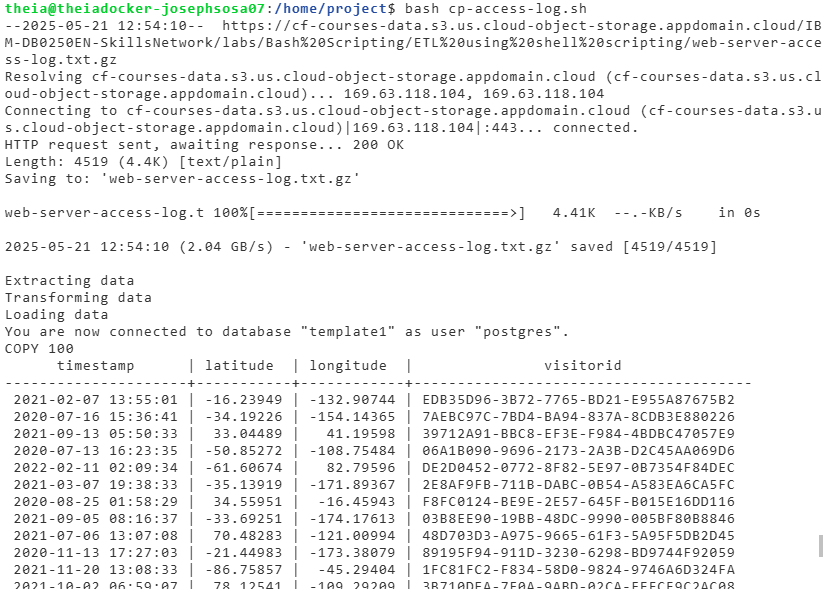 theia@theiadocker-josephsosa07:/home/project$ bash cp-access-log.sh
--2025-05-21 12:54:10--  https://cf-courses-data.s3.us.cloud-object-storage.appdomain.cloud/IB
M-DB0250EN-SkillsNetwork/labs/Bash%20Scripting/ETL%20using%20shell%20scripting/web-server-acce
ss-log.txt.gz
Resolving cf-courses-data.s3.us.cloud-object-storage.appdomain.cloud (cf-courses-data.s3.us.cl
oud-object-storage.appdomain.cloud)... 169.63.118.104, 169.63.118.104
Connecting to cf-courses-data.s3.us.cloud-object-storage.appdomain.cloud (cf-courses-data.s3.u
s.cloud-object-storage.appdomain.cloud)|169.63.118.104|:443... connected.
HTTP request sent, awaiting response... 200 OK
Length: 4519 (4.4K) [text/plain]
Saving to: 'web-server-access-log.txt.gz'
web-server-access-log.t 100%[=============================>]   4.41K  --.-KB/s    in 0s
2025-05-21 12:54:10 (2.04 GB/s) - 'web-server-access-log.txt.gz' saved [4519/4519]
Extracting data
Transforming data
Loading data
You are now connected to database "template1" as user "postgres".
COPY 100
      timestamp      | latitude  | longitude  |               visitorid
---------------------+-----------+------------+---------------------------------------
 2021-02-07 13:55:01 | -16.23949 | -132.90744 | EDB35D96-3B72-7765-BD21-E955A87675B2
 2020-07-16 15:36:41 | -34.19226 | -154.14365 | 7AEBC97C-7BD4-BA94-837A-8CDB3E880226
 2021-09-13 05:50:33 |  33.04489 |   41.19598 | 39712A91-BBC8-EF3E-F984-4BDBC47057E9
 2020-07-13 16:23:35 | -50.85272 | -108.75484 | 06A1B090-9696-2173-2A3B-D2C45AA069D6
 2022-02-11 02:09:34 | -61.60674 |   82.79596 | DE2D0452-0772-8F82-5E97-0B7354F84DEC
 2021-03-07 19:38:33 | -35.13919 | -171.89367 | 2E8AF9FB-711B-DABC-0B54-A583EA6CA5FC
 2020-08-25 01:58:29 |  34.55951 |  -16.45943 | F8FC0124-BE9E-2E57-645F-B015E16DD116
 2021-09-05 08:16:37 | -33.69251 | -174.17613 | 03B8EE90-19BB-48DC-9990-005BF80B8846
 2021-07-06 13:07:08 |  70.48283 | -121.00994 | 48D703D3-A975-9665-61F3-5A95F5DB2D45
 2020-11-13 17:27:03 | -21.44983 | -173.38079 | 89195F94-911D-3230-6298-BD9744F92059
 2021-11-20 13:08:33 | -86.75857 |  -45.29404 | 1FC81FC2-F834-58D0-9824-9746A6D324FA
 2021-10-02 06:59:07 |  78.12541 | -109.29209 |